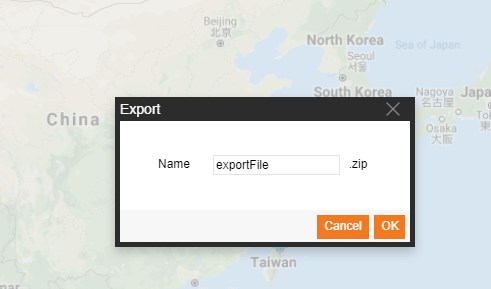 Beijing
北京
North Korea
Sea of Japan
Seoul
서울
South Korea
Nagoya
名古屋
Japa
To
東
Osaka
大阪
China
Export
Name exportFile .zip
Cancel OK
Taiwan